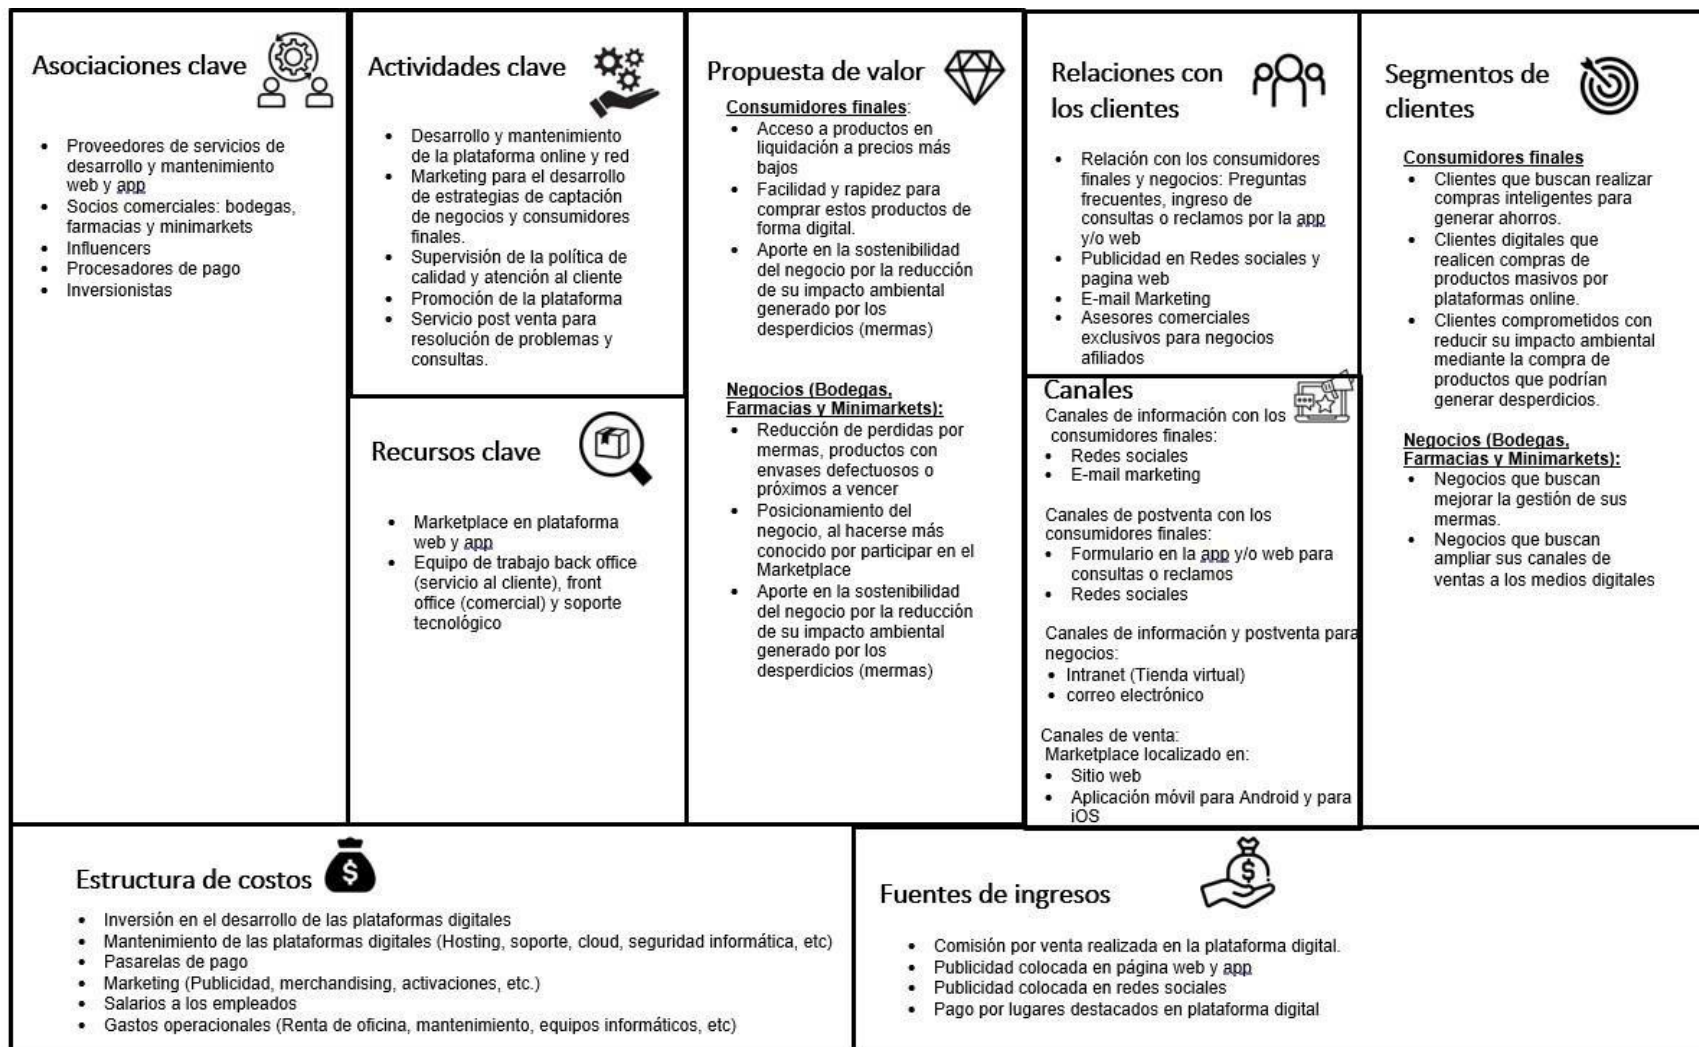 Asociaciones clave
• Proveedores de servicios de
desarrollo y mantenimiento
web y app
• Socios comerciales: bodegas,
farmacias y minimarkets
• Influencers
• Procesadores de pago
• Inversionistas
Actividades clave
• Desarrollo y mantenimiento
de la plataforma online y red
• Marketing para el desarrollo
de estrategias de captación
de negocios y consumidores
finales.
• Supervisión de la política de
calidad y atención al cliente
• Promoción de la plataforma
• Servicio post venta para
resolución de problemas y
consultas.
Recursos clave
• Marketplace en plataforma
web y app
• Equipo de trabajo back office
(servicio al cliente), front
office (comercial) y soporte
tecnológico
Propuesta de valor
Consumidores finales:
• Acceso a productos en
liquidación a precios más
bajos
• Facilidad y rapidez para
comprar estos productos de
forma digital.
• Aporte en la sostenibilidad
del negocio por la reducción
de su impacto ambiental
generado por los
desperdicios (mermas)
Negocios (Bodegas,
Farmacias y Minimarkets):
• Reducción de perdidas por
mermas, productos con
envases defectuosos o
próximos a vencer
• Posicionamiento del
negocio, al hacerse más
conocido por participar en el
Marketplace
• Aporte en la sostenibilidad
del negocio por la reducción
de su impacto ambiental
generado por los
desperdicios (mermas)
Relaciones con
los clientes
• Relación con los consumidores
finales y negocios: Preguntas
frecuentes, ingreso de
consultas o reclamos por la app
y/o web
• Publicidad en Redes sociales y
pagina web
• E-mail Marketing
• Asesores comerciales
exclusivos para negocios
afiliados
Canales
Canales de información con los
consumidores finales:
• Redes sociales
• E-mail marketing
Canales de postventa con los
consumidores finales:
• Formulario en la app y/o web para
consultas o reclamos
• Redes sociales
Canales de información y postventa para
negocios:
• Intranet (Tienda virtual)
• correo electrónico
Canales de venta:
Marketplace localizado en:
• Sitio web
• Aplicación móvil para Android y para
iOS
Segmentos de
clientes
Consumidores finales
• Clientes que buscan realizar
compras inteligentes para
generar ahorros.
• Clientes digitales que
realicen compras de
productos masivos por
plataformas online.
• Clientes comprometidos con
reducir su impacto ambiental
mediante la compra de
productos que podrían
generar desperdicios.
Negocios (Bodegas,
Farmacias y Minimarkets):
• Negocios que buscan
mejorar la gestión de sus
mermas.
• Negocios que buscan
ampliar sus canales de
ventas a los medios digitales
Estructura de costos
$
• Inversión en el desarrollo de las plataformas digitales
• Mantenimiento de las plataformas digitales (Hosting, soporte, cloud, seguridad informática, etc)
• Pasarelas de pago
• Marketing (Publicidad, merchandising, activaciones, etc.)
• Salarios a los empleados
• Gastos operacionales (Renta de oficina, mantenimiento, equipos informáticos, etc)
Fuentes de ingresos
$
• Comisión por venta realizada en la plataforma digital.
• Publicidad colocada en página web y app
• Publicidad colocada en redes sociales
• Pago por lugares destacados en plataforma digital